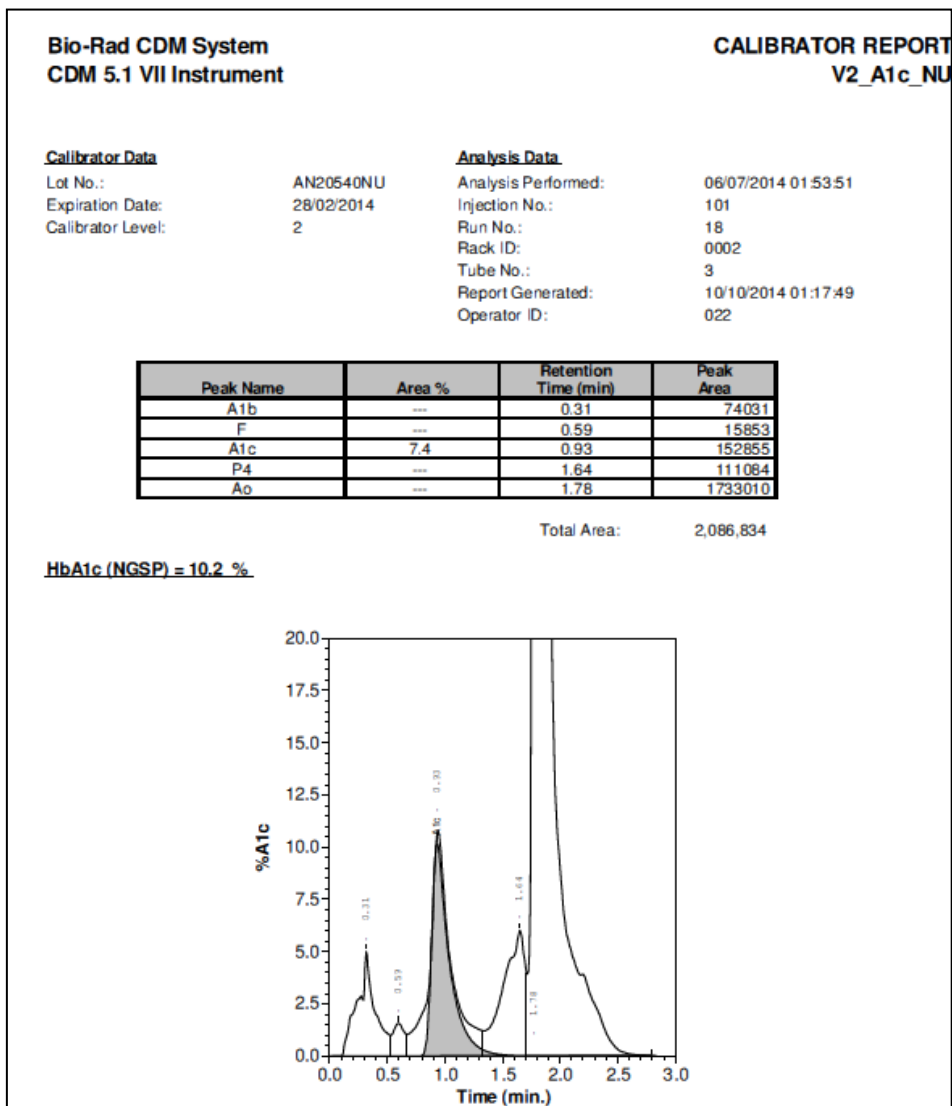 Bio-Rad CDM System
CDM 5.1 VII Instrument
CALIBRATOR REPORT
V2_A1c_NU
Calibrator Data
Lot No.: AN20540NU
Expiration Date: 28/02/2014
Calibrator Level: 2
Analysis Data
Analysis Performed: 06/07/2014 01:53:51
Injection No.: 101
Run No.: 18
Rack ID: 0002
Tube No.: 3
Report Generated: 10/10/2014 01:17:49
Operator ID: 022
Peak Name Area % Retention Time (min) Peak Area
A1b --- 0.31 74031
F --- 0.59 15853
A1c 7.4 0.93 152855
P4 --- 1.64 111084
Ao --- 1.78 1733010
Total Area: 2,086,834
HbA1c (NGSP) = 10.2 %
20.0
17.5
15.0
12.5
10.0
7.5
5.0
2.5
0.0
%A1c
- 0.31
- 0.59
A1c - 0.93
- 1.64
- 1.78
0.0 0.5 1.0 1.5 2.0 2.5 3.0
Time (min.)